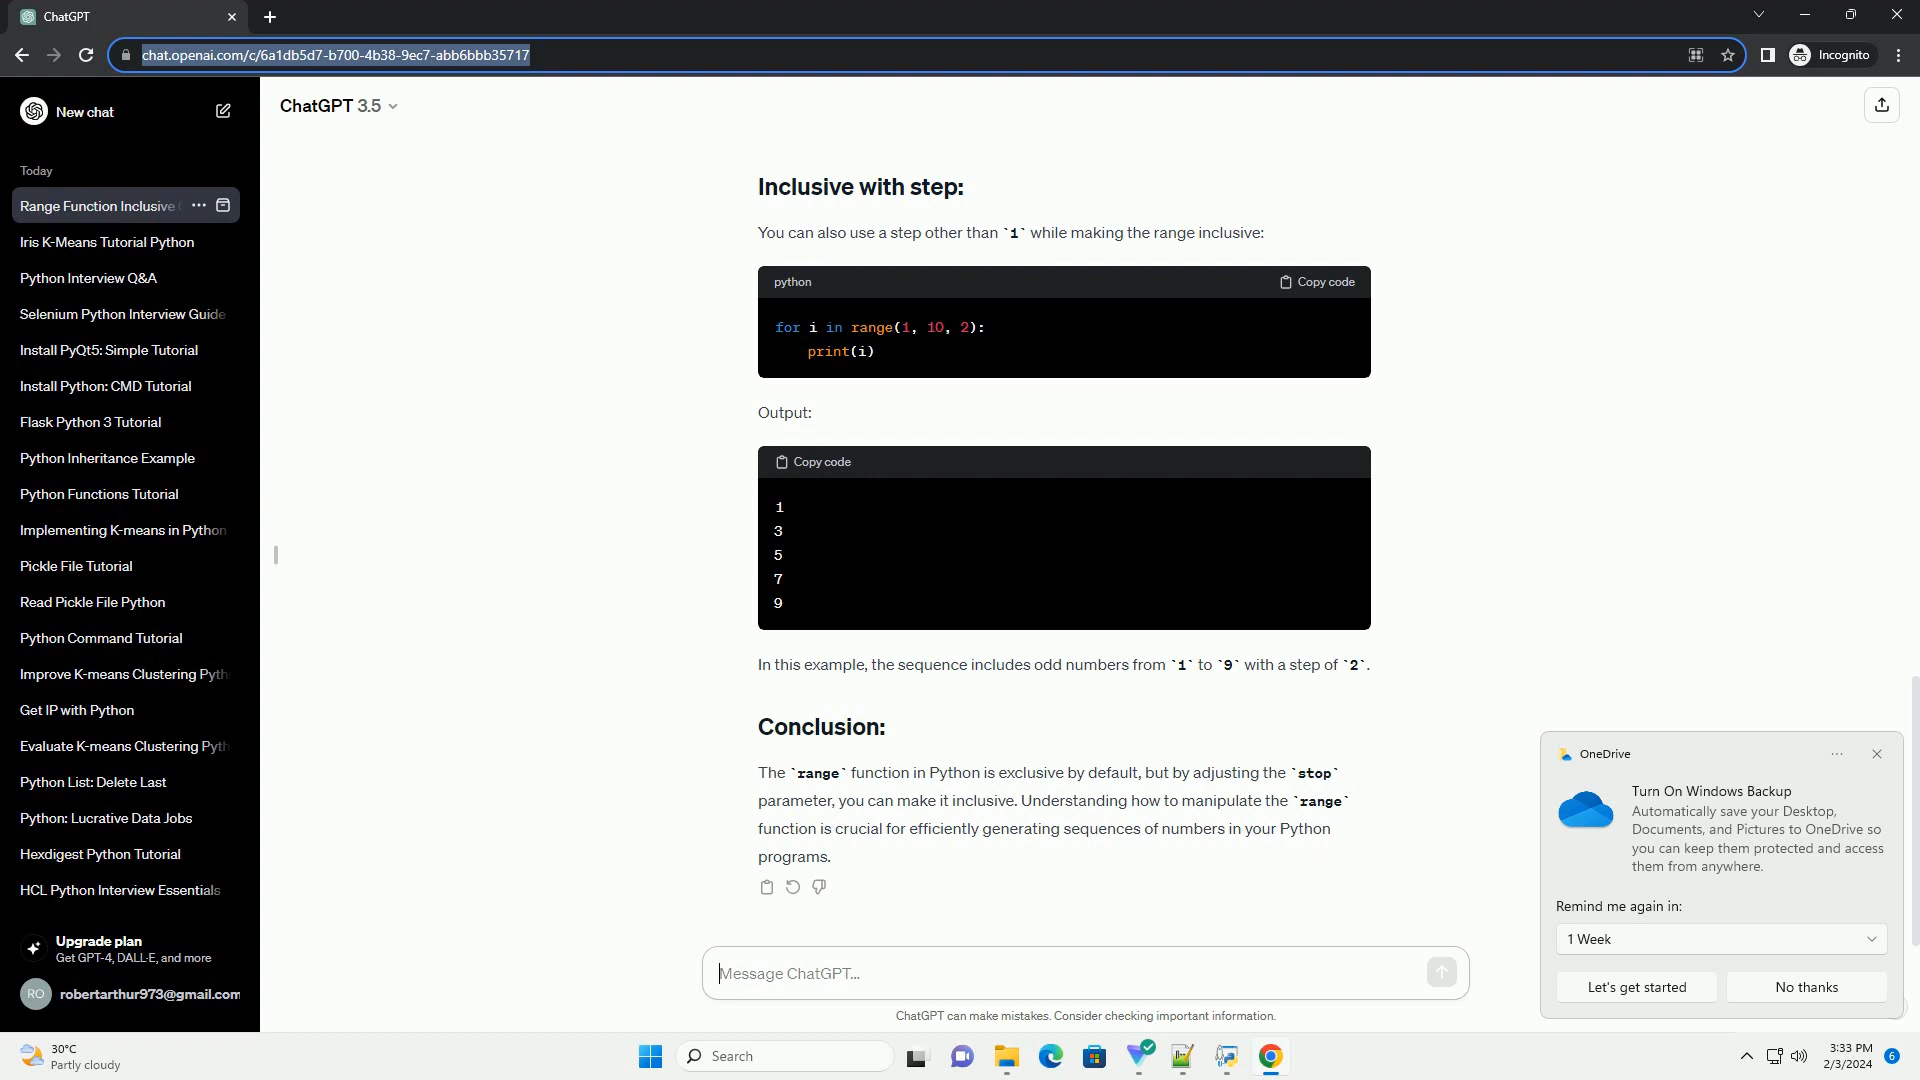 ChatGPT
chat.openai.com/c/6a1db5d7-b700-4b38-9ec7-abb6bbb35717
Incognito
New chat
ChatGPT 3.5
Today
Range Function Inclusive
Iris K-Means Tutorial Python
Python Interview Q&A
Selenium Python Interview Guide
Install PyQt5: Simple Tutorial
Install Python: CMD Tutorial
Flask Python 3 Tutorial
Python Inheritance Example
Python Functions Tutorial
Implementing K-means in Python
Pickle File Tutorial
Read Pickle File Python
Python Command Tutorial
Improve K-means Clustering Pyth
Get IP with Python
Evaluate K-means Clustering Pyth
Python List: Delete Last
Python: Lucrative Data Jobs
Hexdigest Python Tutorial
HCL Python Interview Essentials
Upgrade plan
Get GPT-4, DALL·E, and more
RO
robertarthur973@gmail.com
Inclusive with step:
You can also use a step other than `1` while making the range inclusive:
python
Copy code
for i in range(1, 10, 2):
    print(i)
Output:
Copy code
1
3
5
7
9
In this example, the sequence includes odd numbers from `1` to `9` with a step of `2`.
Conclusion:
The `range` function in Python is exclusive by default, but by adjusting the `stop`
parameter, you can make it inclusive. Understanding how to manipulate the `range`
function is crucial for efficiently generating sequences of numbers in your Python
programs.
Message ChatGPT...
ChatGPT can make mistakes. Consider checking important information.
OneDrive
Turn On Windows Backup
Automatically save your Desktop,
Documents, and Pictures to OneDrive so
you can keep them protected and access
them from anywhere.
Remind me again in:
1 Week
Let's get started
No thanks
30°C
Partly cloudy
Search
3:33 PM
2/3/2024
6